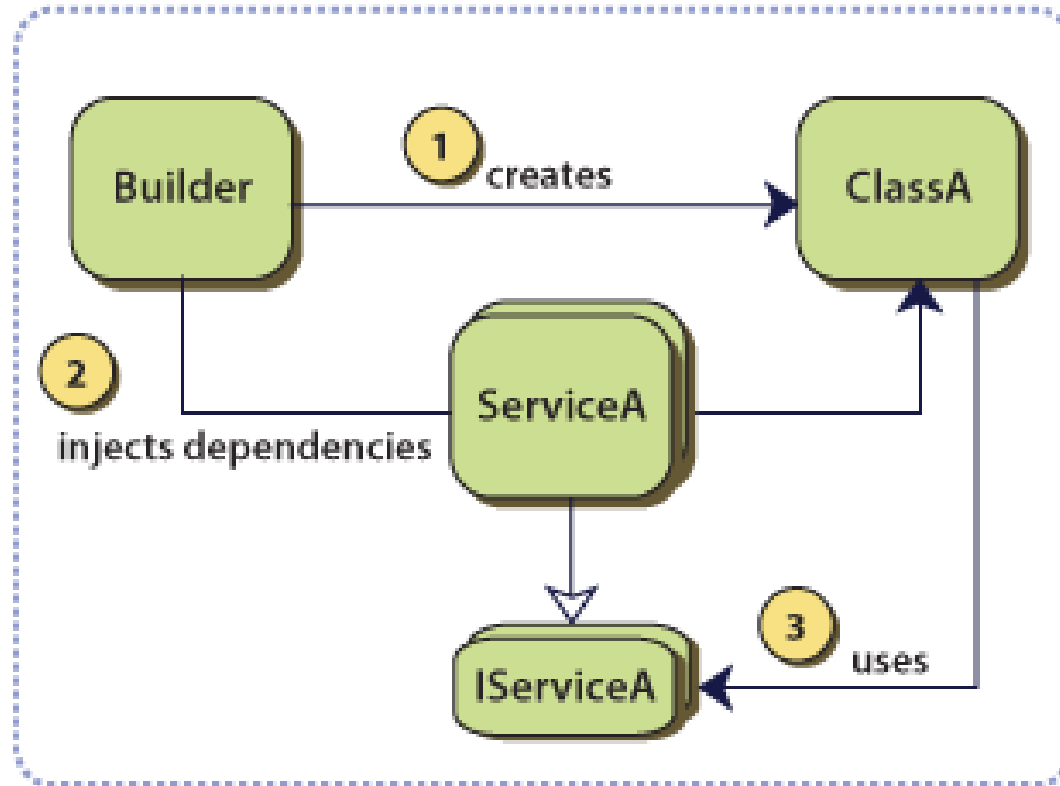 Builder
1
creates
ClassA
2
injects dependencies
ServiceA
IServiceA
3
uses